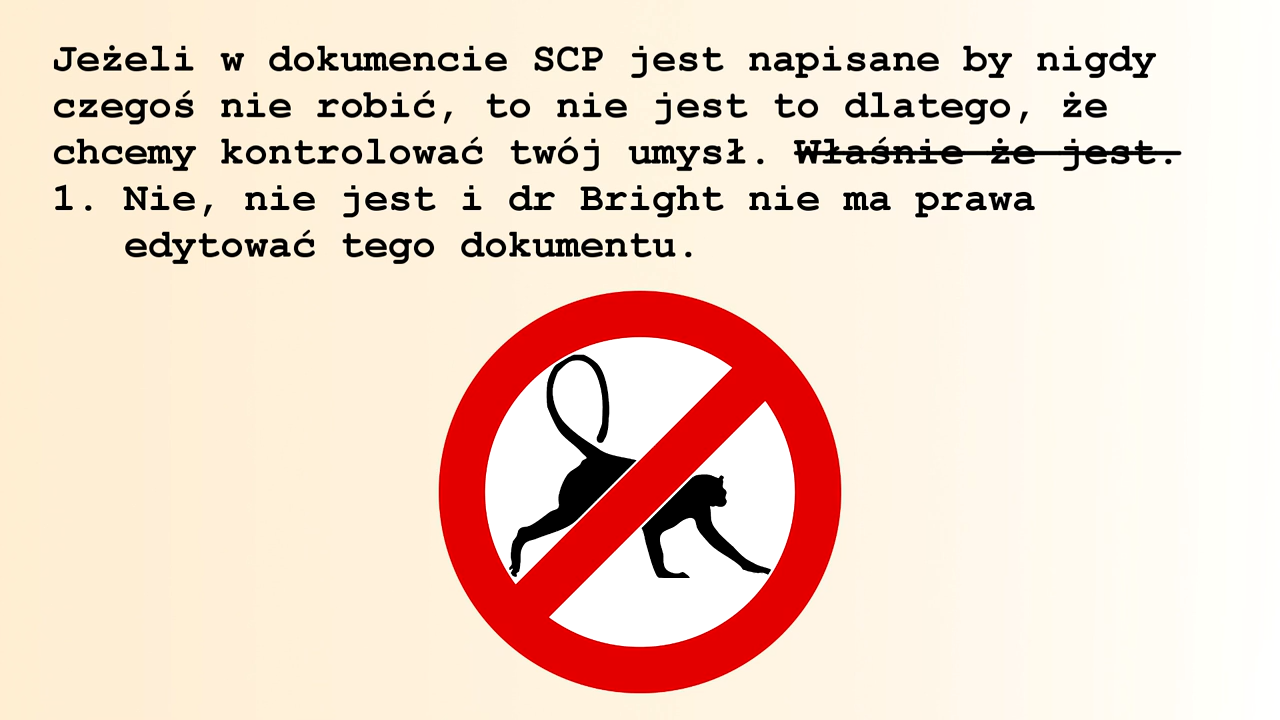 Jeżeli w dokumencie SCP jest napisane by nigdy
czegoś nie robić, to nie jest to dlatego, że
chcemy kontrolować twój umysł. Właśnie że jest.
1. Nie, nie jest i dr Bright nie ma prawa
edytować tego dokumentu.